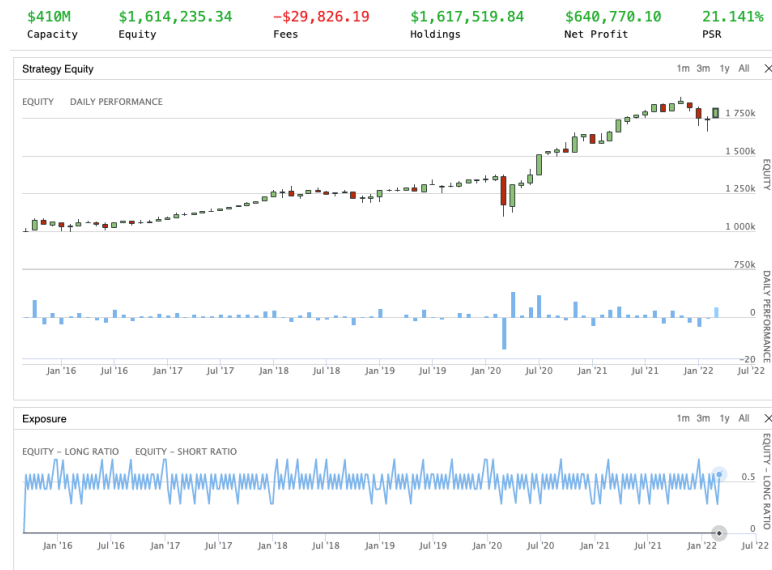 $410M $1,614,235.34 -$29,826.19 $1,617,519.84 $640,770.10 21.141%
Capacity Equity Fees Holdings Net Profit PSR
Strategy Equity 1m 3m 1y All ×
EQUITY DAILY PERFORMANCE
1 750k
1 500k
1 250k
1 000k
750k
EQUITY
0
-20
DAILY PERFORMANCE
Jan '16 Jul '16 Jan '17 Jul '17 Jan '18 Jul '18 Jan '19 Jul '19 Jan '20 Jul '20 Jan '21 Jul '21 Jan '22 Jul '22
Exposure 1m 3m 1y All ×
EQUITY - LONG RATIO EQUITY - SHORT RATIO
0.5
0
EQUITY - LONG RATIO
Jan '16 Jul '16 Jan '17 Jul '17 Jan '18 Jul '18 Jan '19 Jul '19 Jan '20 Jul '20 Jan '21 Jul '21 Jan '22 Jul '22